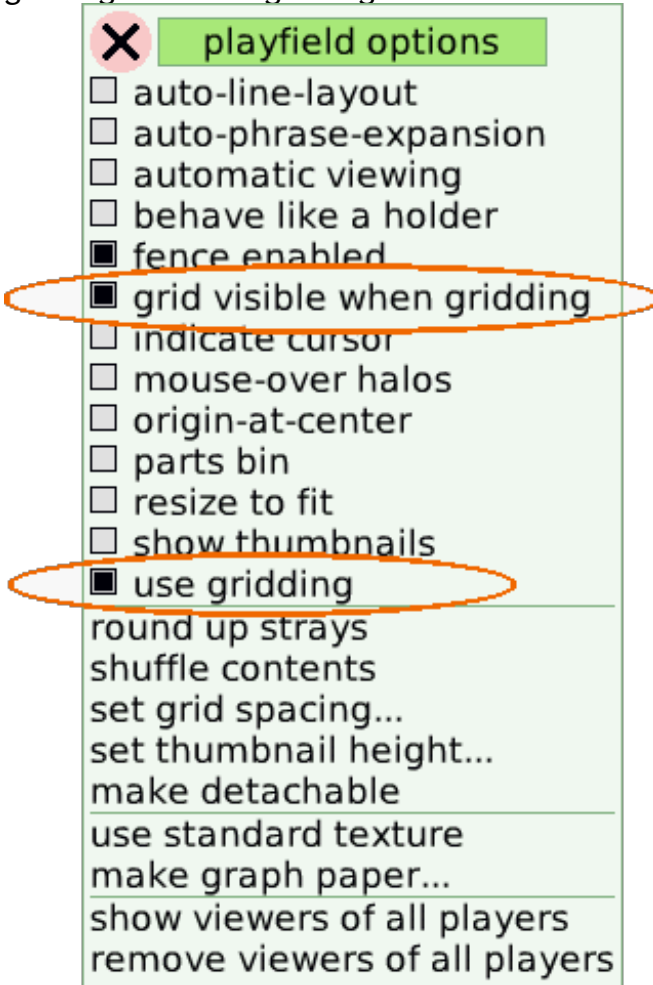 playfield options
auto-line-layout
auto-phrase-expansion
automatic viewing
behave like a holder
fence enabled
grid visible when gridding
indicate cursor
mouse-over halos
origin-at-center
parts bin
resize to fit
show thumbnails
use gridding
round up strays
shuffle contents
set grid spacing...
set thumbnail height...
make detachable
use standard texture
make graph paper...
show viewers of all players
remove viewers of all players